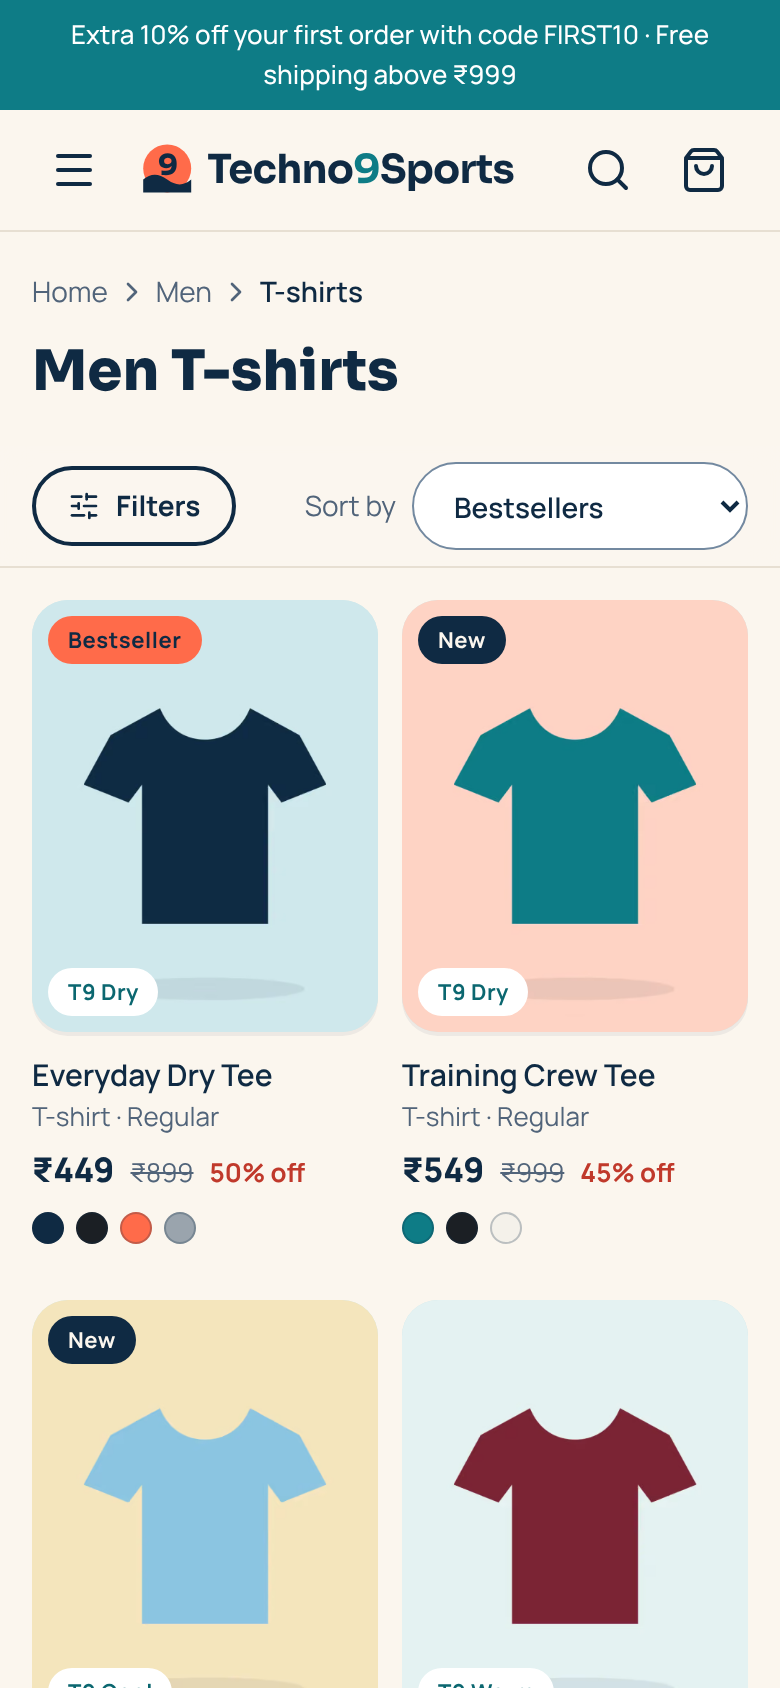 Extra 10% off your first order with code FIRST10 · Free
shipping above ₹999
9 Techno9Sports
Home > Men > T-shirts
Men T-shirts
Filters Sort by Bestsellers
Bestseller New
T9 Dry T9 Dry
Everyday Dry Tee Training Crew Tee
T-shirt · Regular T-shirt · Regular
₹449 ₹899 50% off ₹549 ₹999 45% off
New